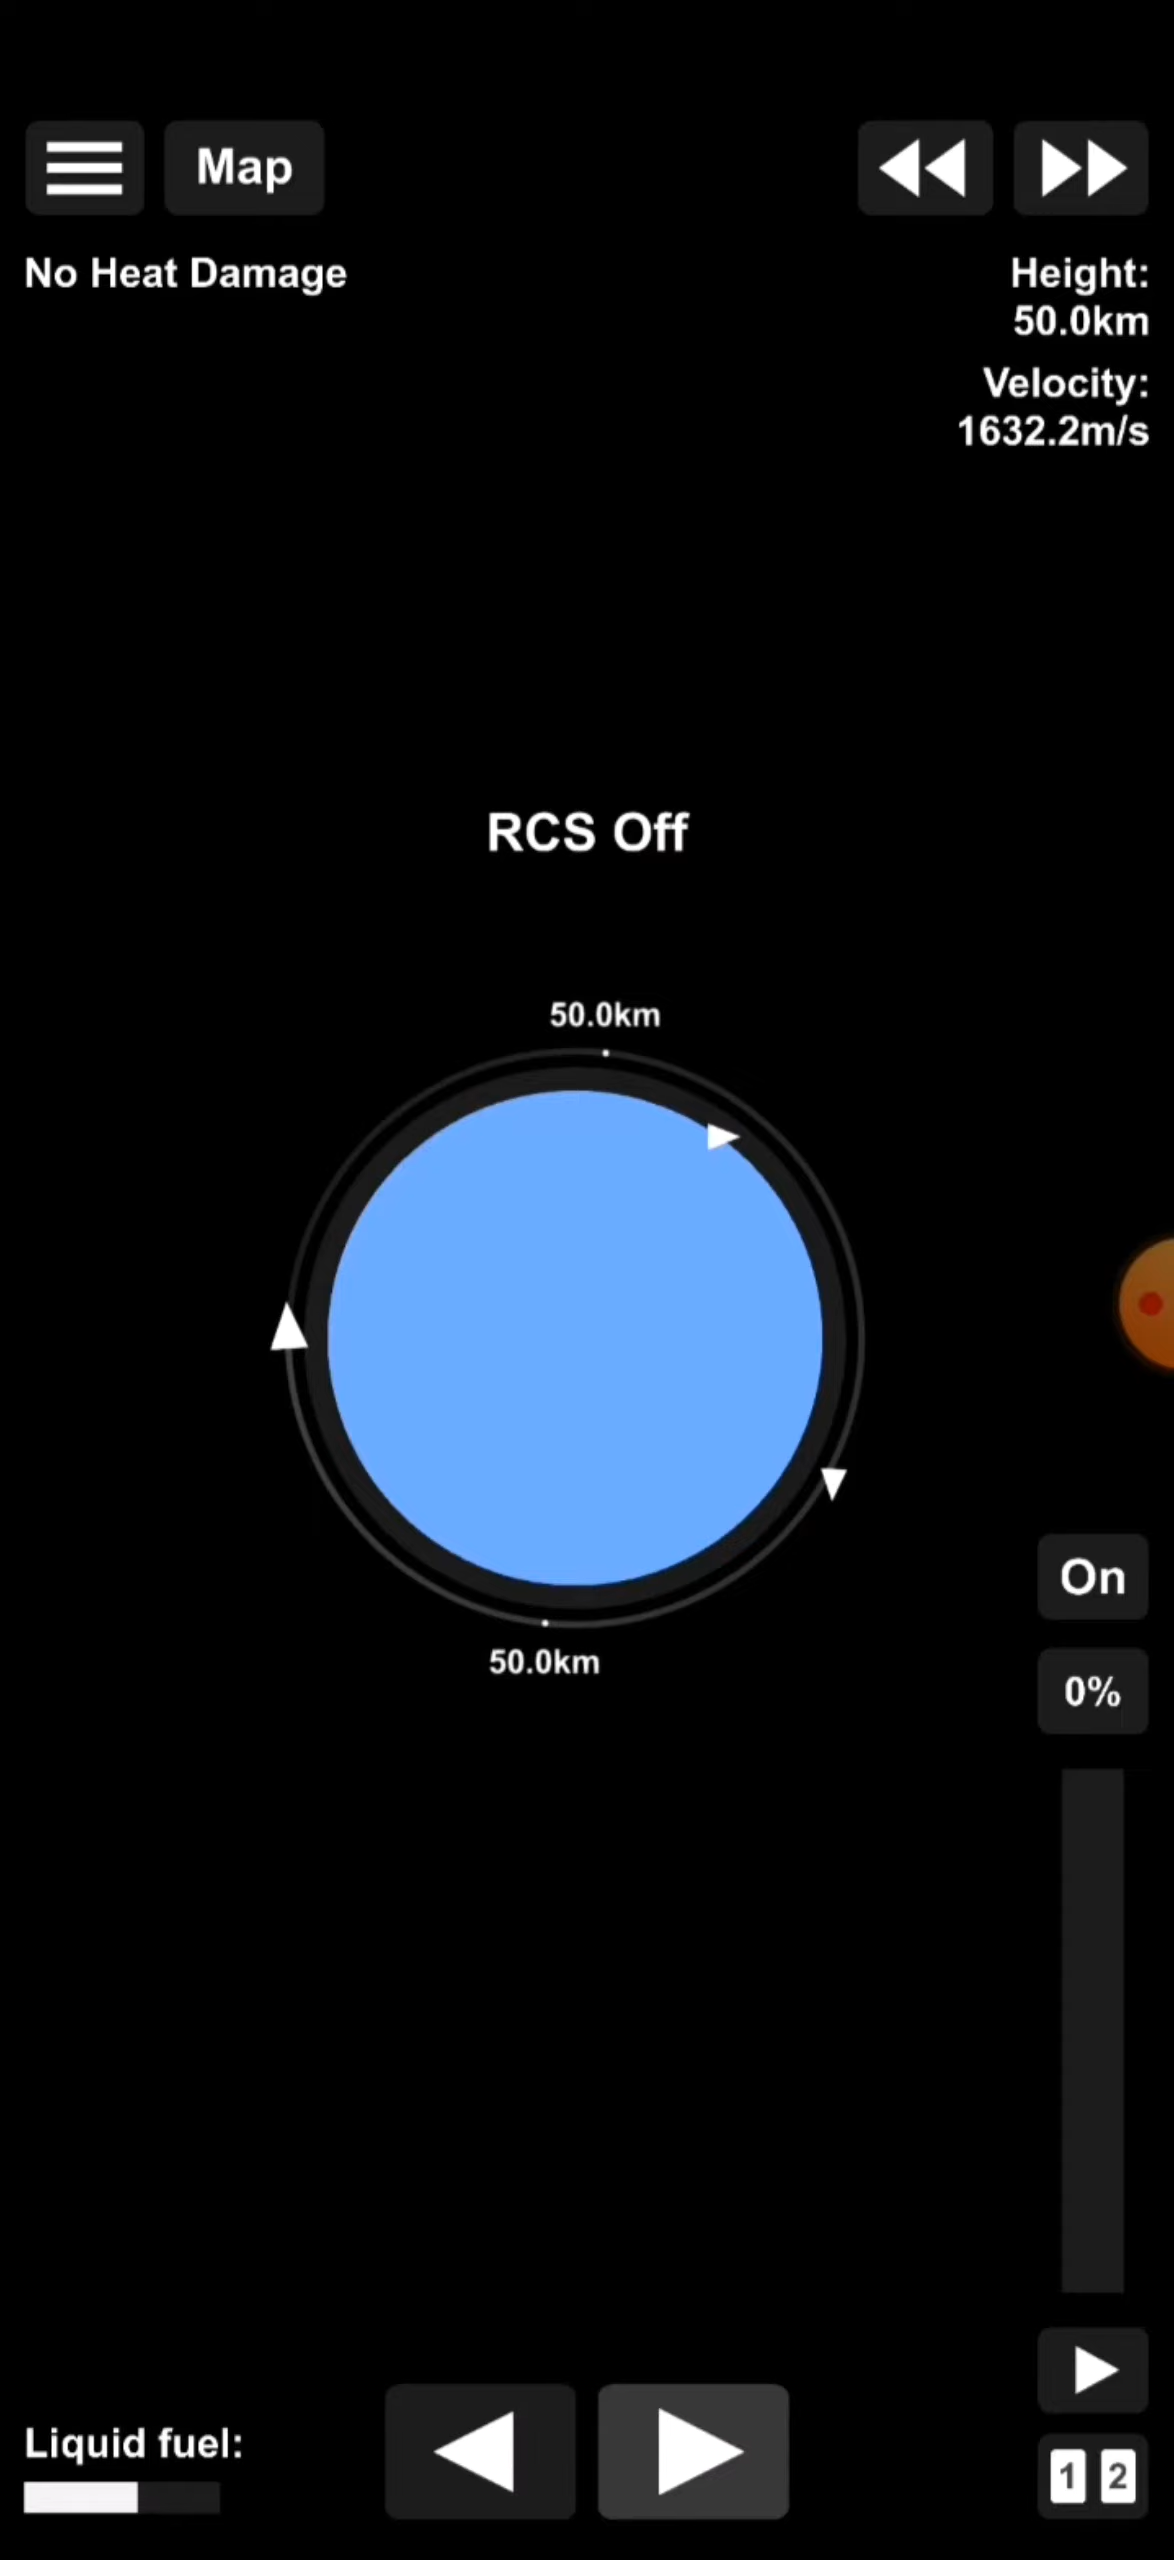 Map
No Heat Damage
Height:
50.0km
Velocity:
1632.2m/s
RCS Off
50.0km
50.0km
On
0%
Liquid fuel:
1 2